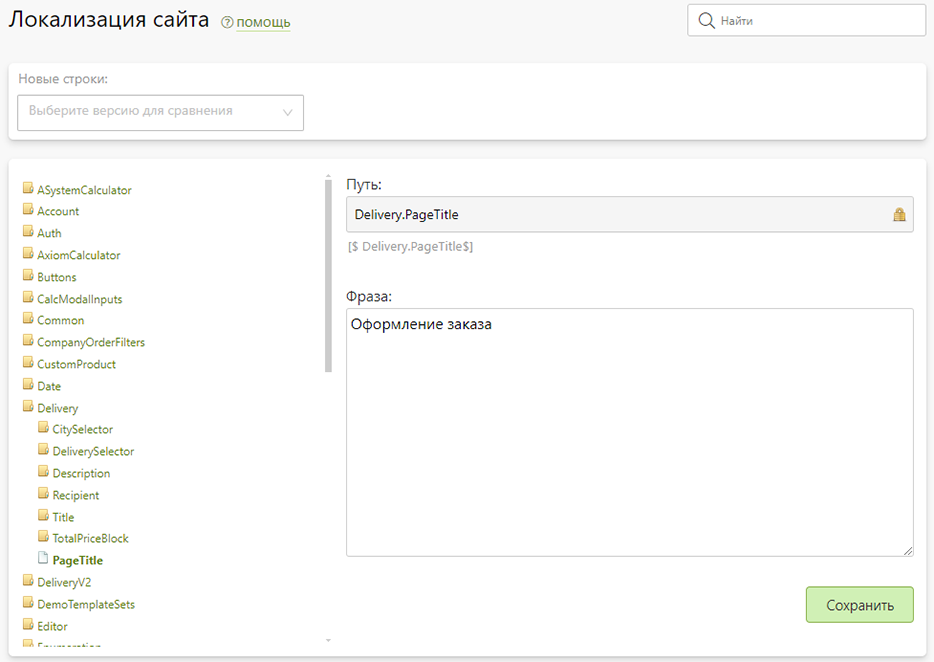 Локализация сайта ? помощь
Найти
Новые строки:
Выберите версию для сравнения
ASystemCalculator
Account
Auth
AxiomCalculator
Buttons
CalcModalInputs
Common
CompanyOrderFilters
CustomProduct
Date
Delivery
CitySelector
DeliverySelector
Description
Recipient
Title
TotalPriceBlock
PageTitle
DeliveryV2
DemoTemplateSets
Editor
Enumeration
Путь:
Delivery.PageTitle
[$ Delivery.PageTitle$]
Фраза:
Оформление заказа
Сохранить